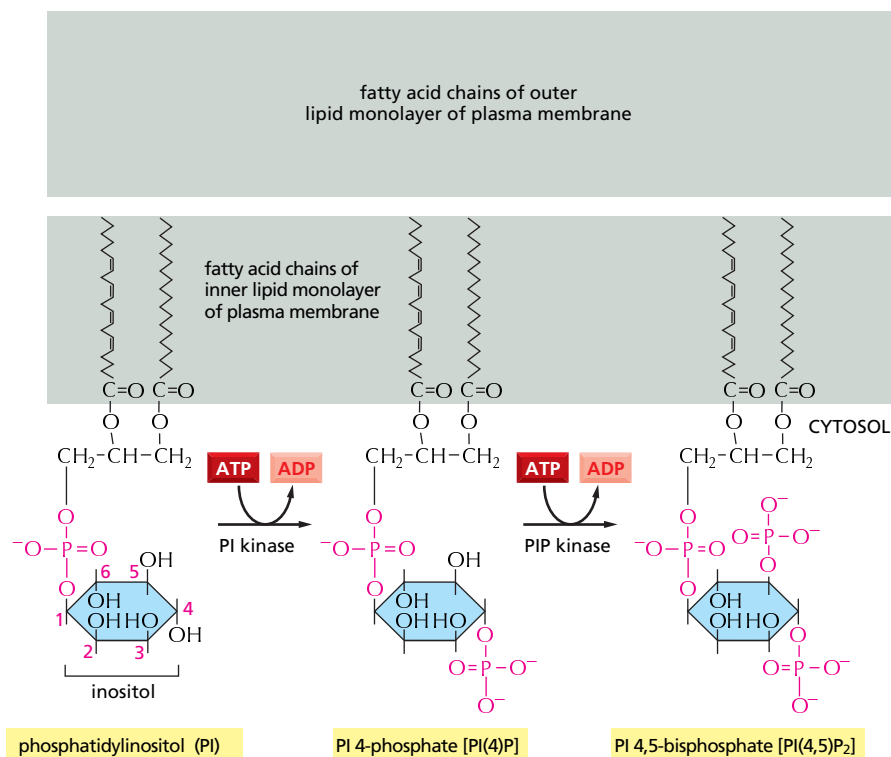 fatty acid chains of outer
lipid monolayer of plasma membrane
fatty acid chains of
inner lipid monolayer
of plasma membrane
C=O C=O C=O C=O C=O C=O
O O O O O O
CYTOSOL
CH2–CH–CH2 CH2–CH–CH2 CH2–CH–CH2
ATP ADP ATP ADP
PI kinase PIP kinase
O O O O⁻
⁻O–P=O ⁻O–P=O ⁻O–P=O O=P–O⁻
O O O O
OH OH
6 5
OH OH OH
1 4
OH HO OH OH HO OH HO
O O
2 3
O=P–O⁻ O=P–O⁻
O⁻ O⁻
inositol
phosphatidylinositol (PI)
PI 4-phosphate [PI(4)P]
PI 4,5-bisphosphate [PI(4,5)P2]